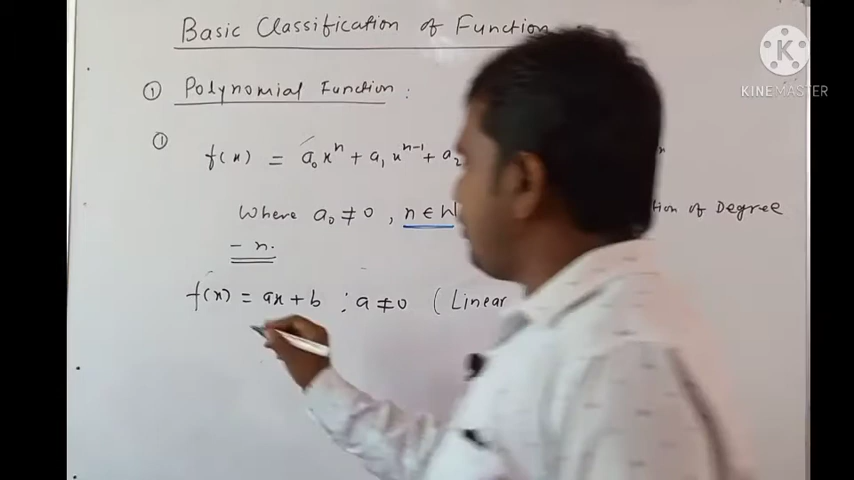 Basic Classification of Function
K
KINEMASTER
① Polynomial Function :
① f(x) = a₀xⁿ + a₁xⁿ⁻¹ + a₂ n
Where a₀ ≠ 0 , n ∈ W of Degree
- n.
f(x) = ax + b ; a ≠ 0 ( Linear